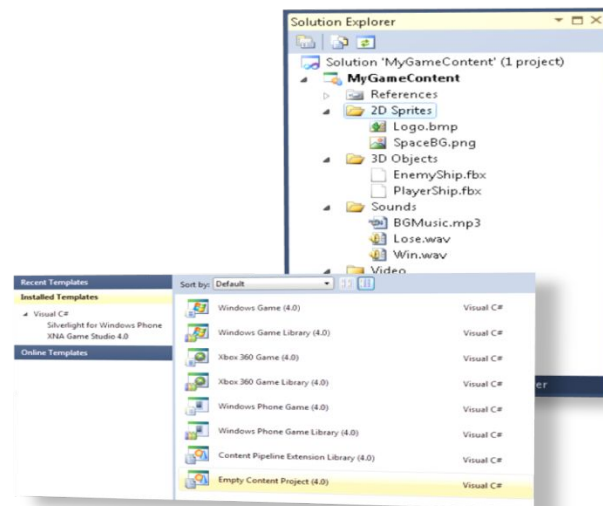 Solution Explorer
Solution 'MyGameContent' (1 project)
MyGameContent
References
2D Sprites
Logo.bmp
SpaceBG.png
3D Objects
EnemyShip.fbx
PlayerShip.fbx
Sounds
BGMusic.mp3
Lose.wav
Win.wav
Video
Recent Templates
Installed Templates
Visual C#
Silverlight for Windows Phone
XNA Game Studio 4.0
Online Templates
Sort by: Default
Windows Game (4.0) Visual C#
Windows Game Library (4.0) Visual C#
Xbox 360 Game (4.0) Visual C#
Xbox 360 Game Library (4.0) Visual C#
Windows Phone Game (4.0) Visual C#
Windows Phone Game Library (4.0) Visual C#
Content Pipeline Extension Library (4.0) Visual C#
Empty Content Project (4.0) Visual C#